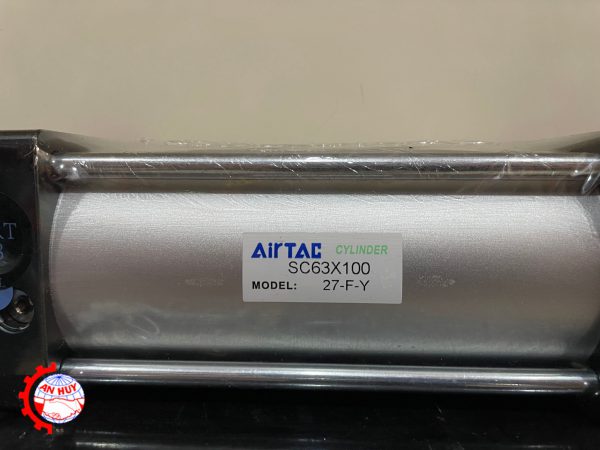 AirTAC CYLINDER
SC63X100
MODEL: 27-F-Y
AN HUY